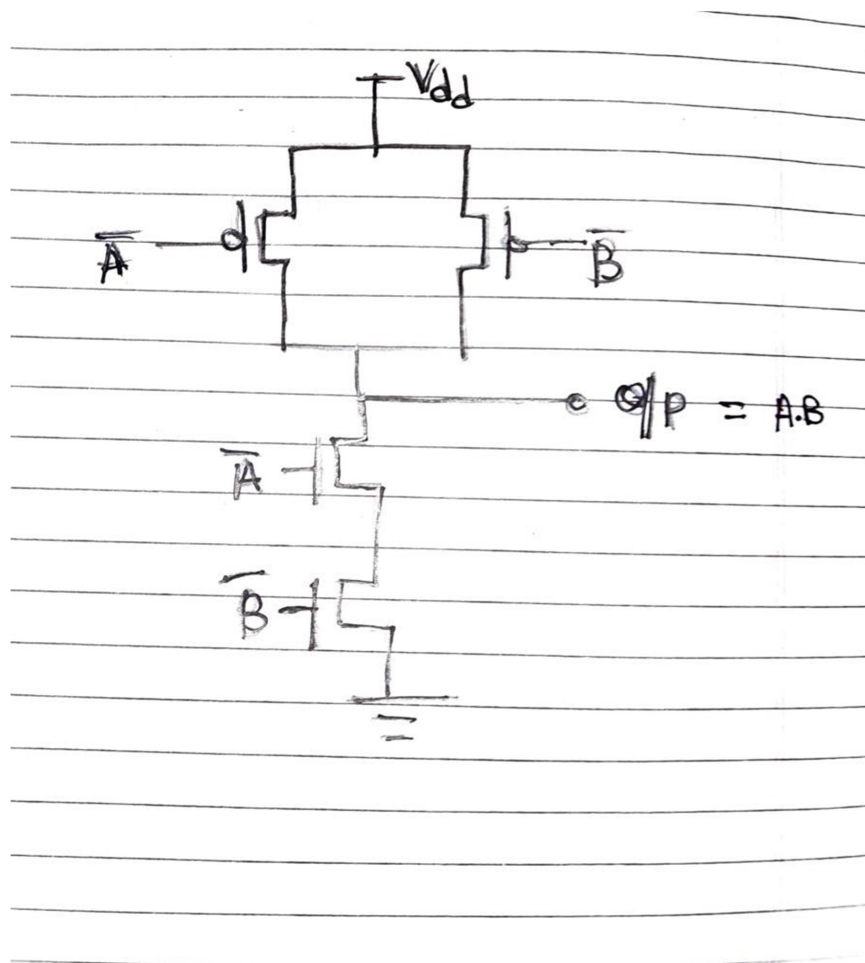 Vdd
A̅ B̅
O/P = A.B
A̅
B̅